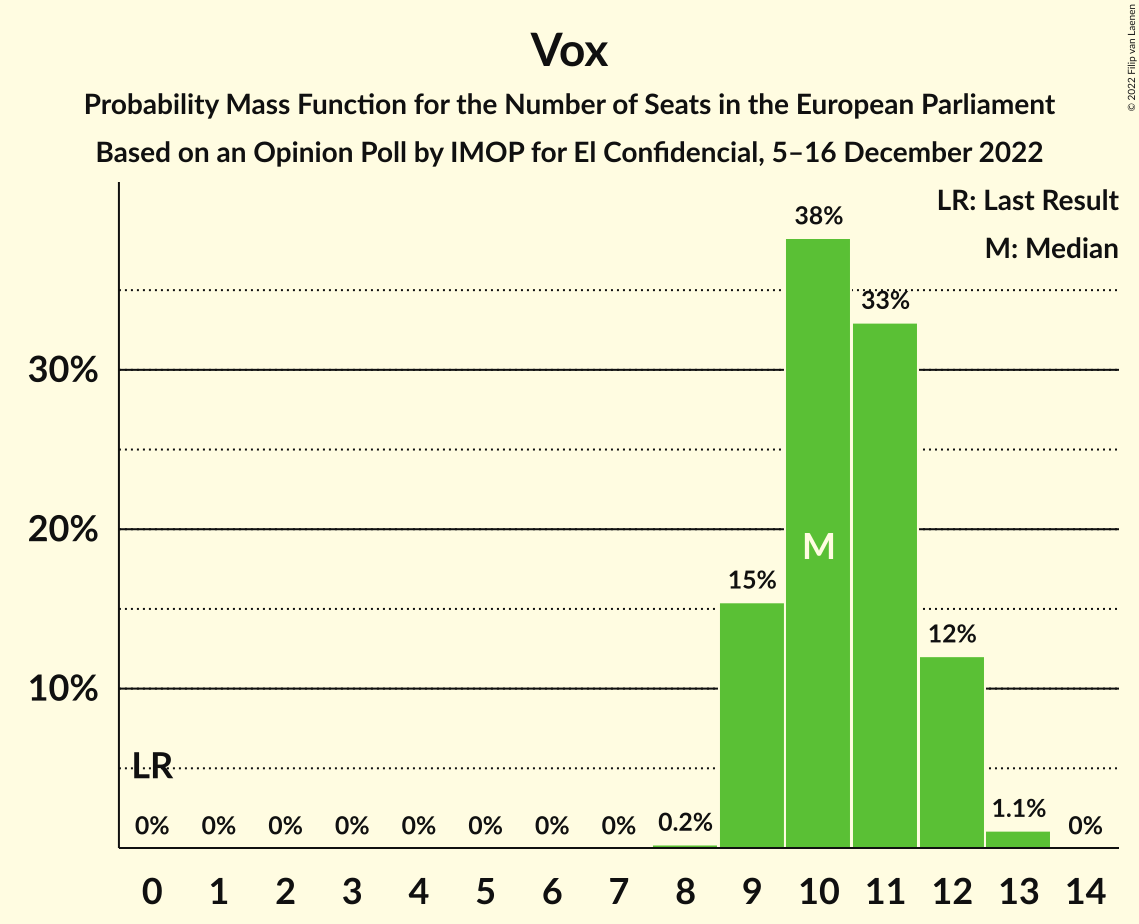 Vox
Probability Mass Function for the Number of Seats in the European Parliament
Based on an Opinion Poll by IMOP for El Confidencial, 5–16 December 2022
© 2022 Filip van Laenen
LR: Last Result
M: Median
38%
33%
30%
20%
M
15%
12%
10%
LR
0% 0% 0% 0% 0% 0% 0% 0% 0.2% 1.1% 0%
0 1 2 3 4 5 6 7 8 9 10 11 12 13 14